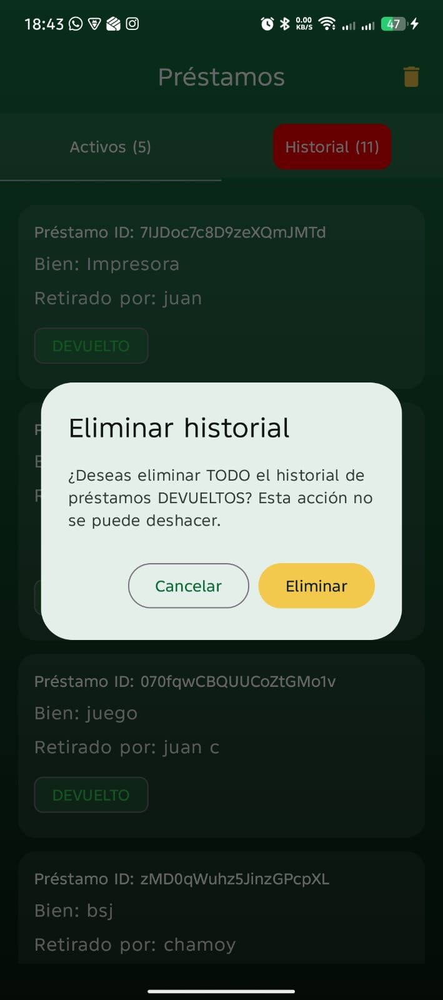 18:43
0.00
KB/S
47
Préstamos
Activos (5)
Historial (11)
Préstamo ID: 7IJDoc7c8D9zeXQmJMTd
Bien: Impresora
Retirado por: juan
DEVUELTO
Eliminar historial
¿Deseas eliminar TODO el historial de
préstamos DEVUELTOS? Esta acción no
se puede deshacer.
Cancelar
Eliminar
Préstamo ID: 070fqwCBQUUCoZtGMo1v
Bien: juego
Retirado por: juan c
DEVUELTO
Préstamo ID: zMD0qWuhz5JinzGPcpXL
Bien: bsj
Retirado por: chamoy